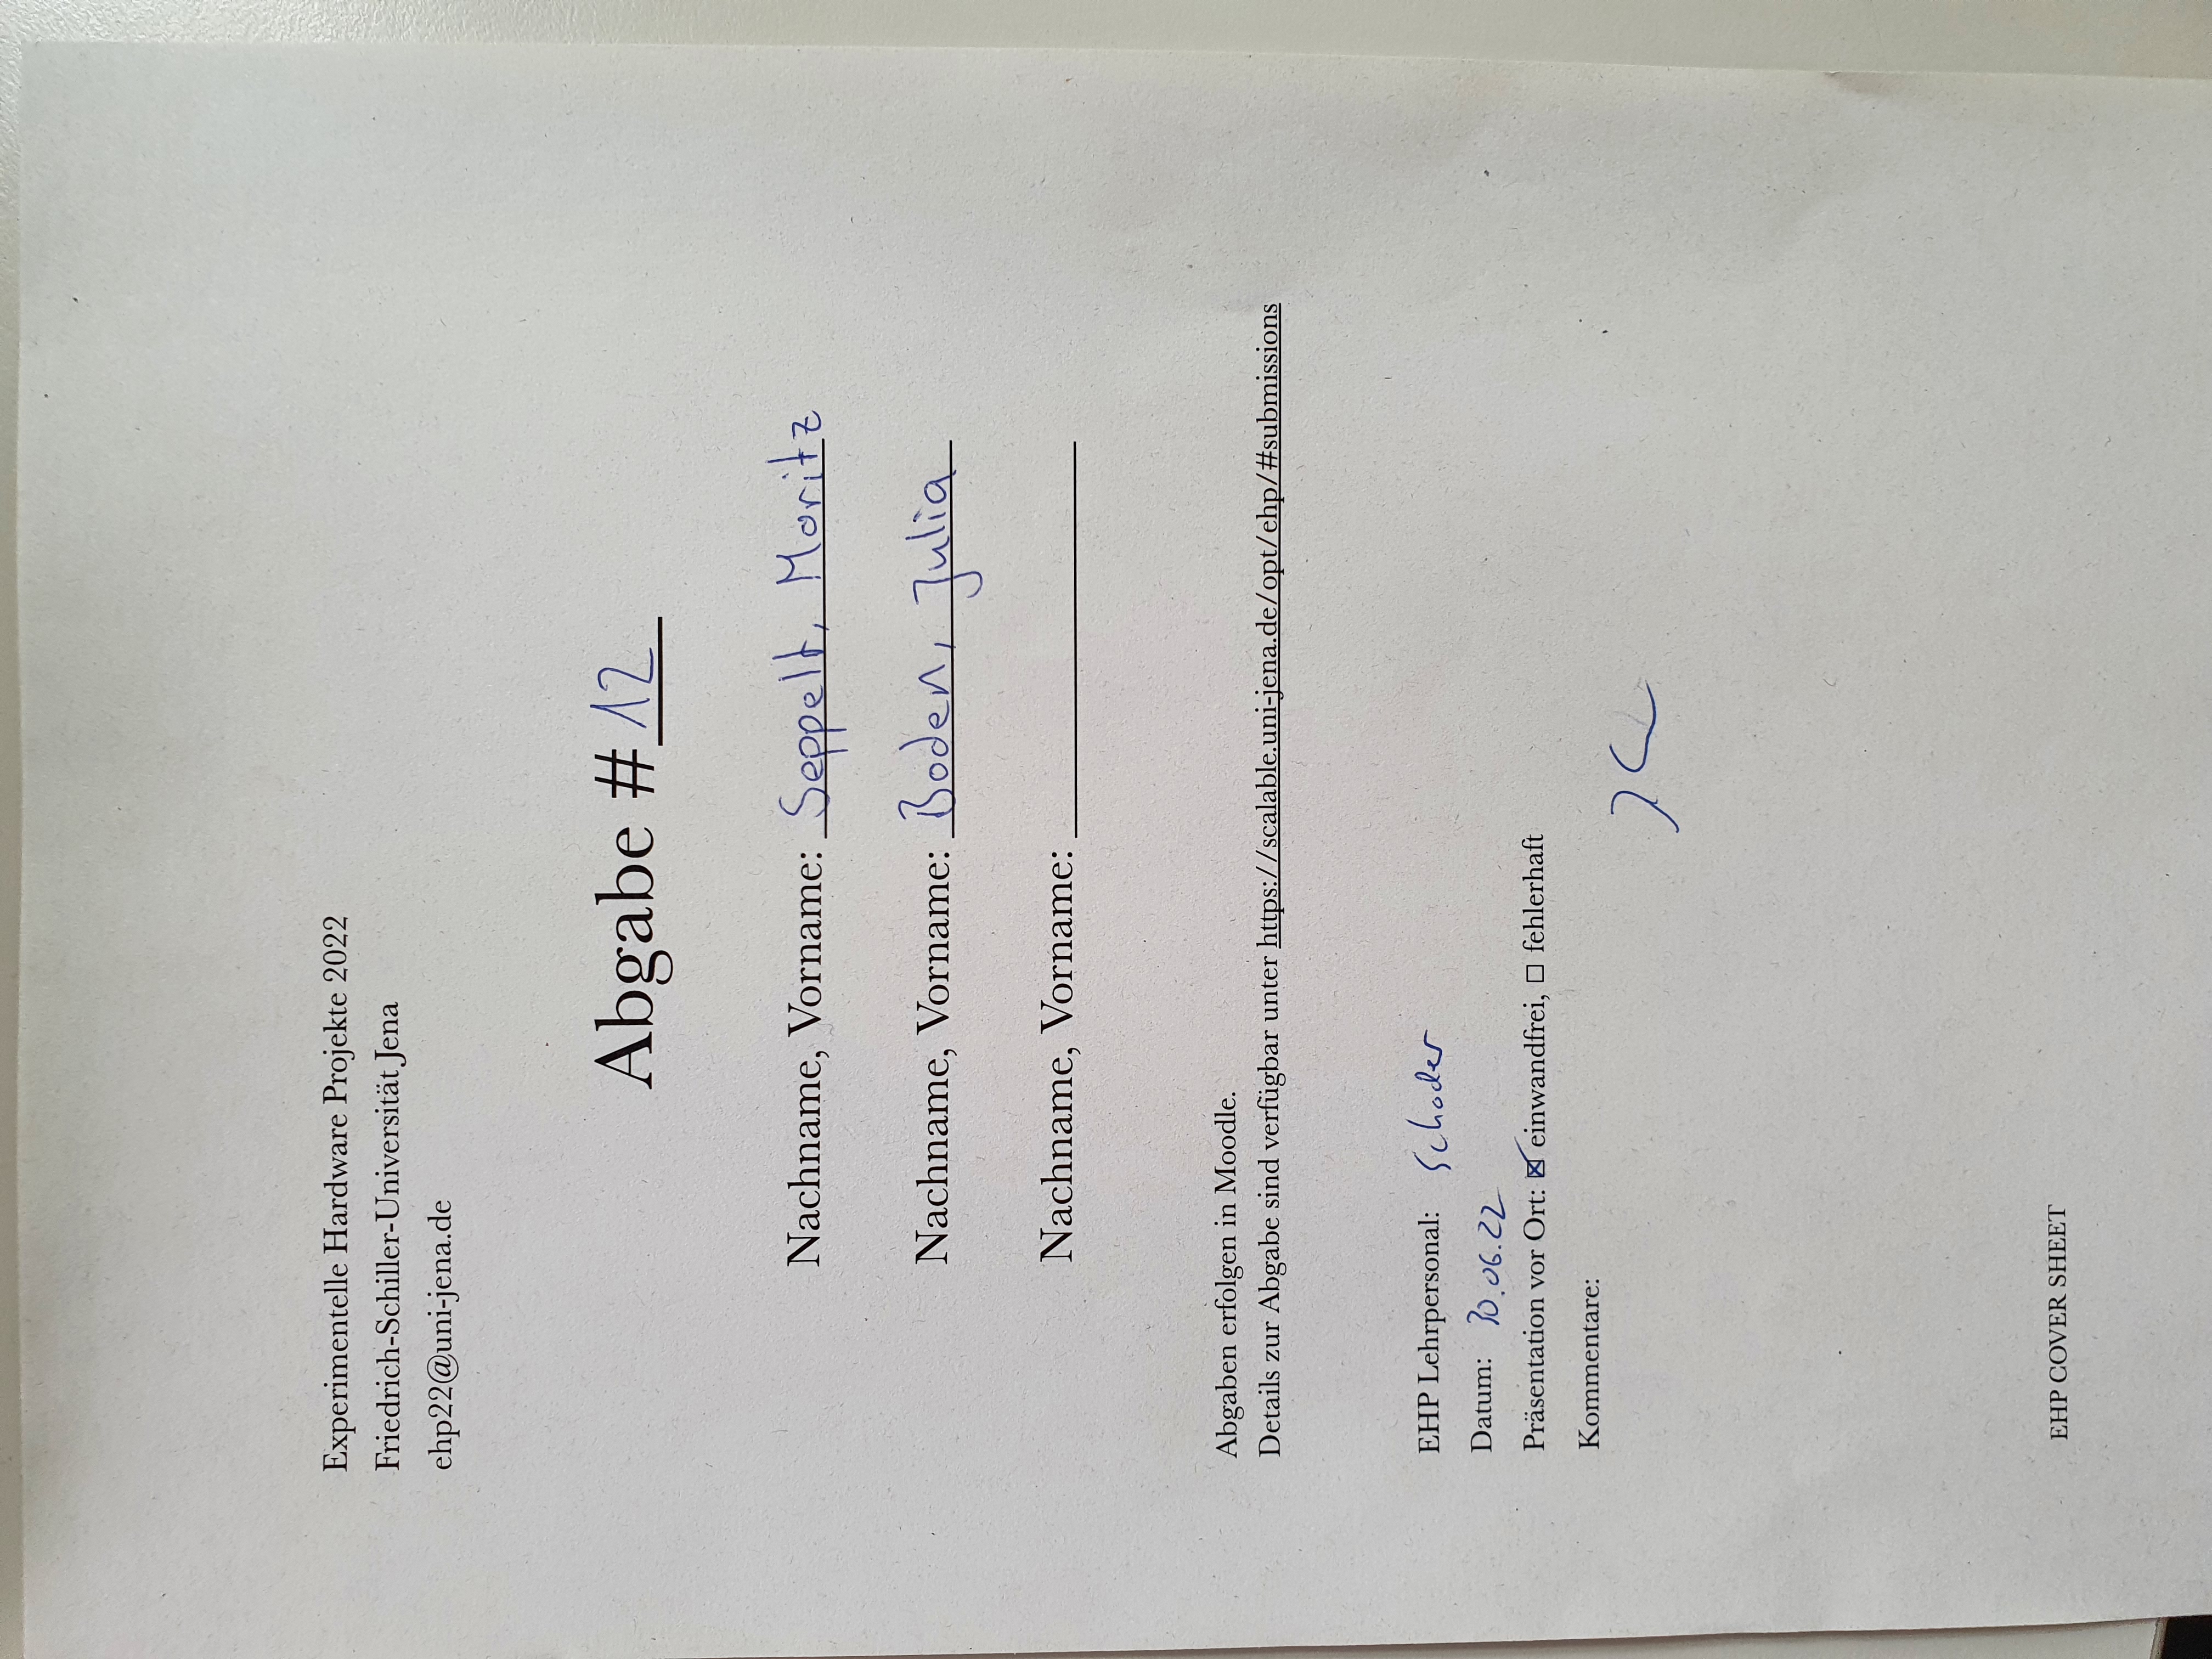 Experimentelle Hardware Projekte 2022
Friedrich-Schiller-Universität Jena
ehp22@uni-jena.de
Abgabe #12
Nachname, Vorname: Seppelt, Moritz
Nachname, Vorname: Boden, Julia
Nachname, Vorname:
Abgaben erfolgen in Moodle.
Details zur Abgabe sind verfügbar unter https://scalable.uni-jena.de/opt/ehp/#submissions
EHP Lehrpersonal: Schoder
Datum: 30.06.22
Präsentation vor Ort: ☒ einwandfrei, ☐ fehlerhaft
Kommentare:
EHP COVER SHEET